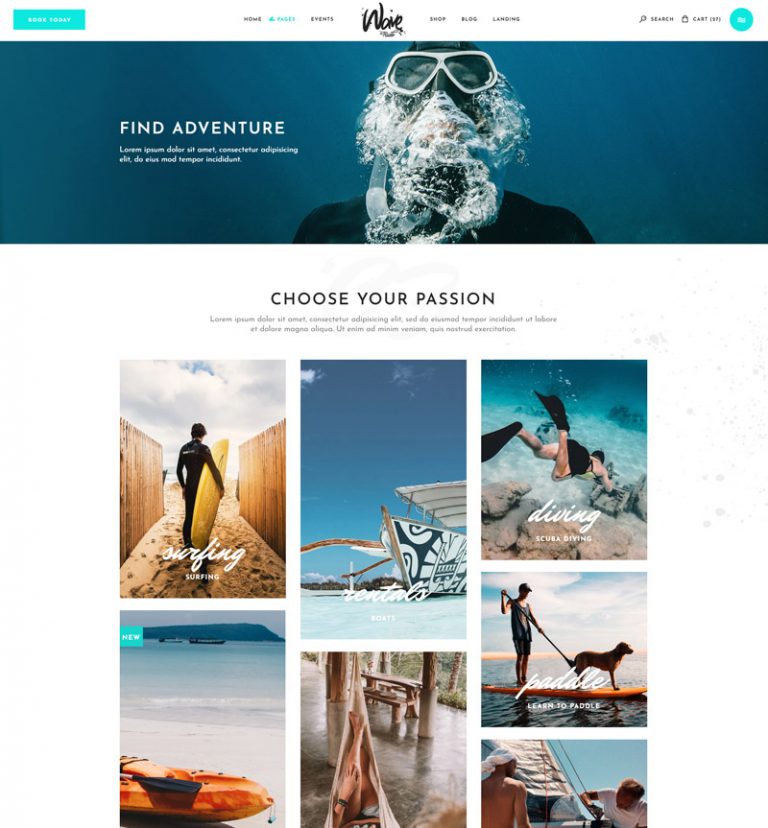 BOOK TODAY
HOME
PAGES
EVENTS
Wave
SHOP
BLOG
LANDING
SEARCH
CART (27)
FIND ADVENTURE
Lorem ipsum dolor sit amet, consectetur adipisicing
elit, do eius mod tempor incididunt.
CHOOSE YOUR PASSION
Lorem ipsum dolor sit amet, consectetur adipisicing elit, sed do eiusmod tempor incididunt ut labore
et dolore magna aliqua. Ut enim ad minim veniam, quis nostrud exercitation.
surfing
SURFING
rentals
BOATS
diving
SCUBA DIVING
NEW
paddle
LEARN TO PADDLE